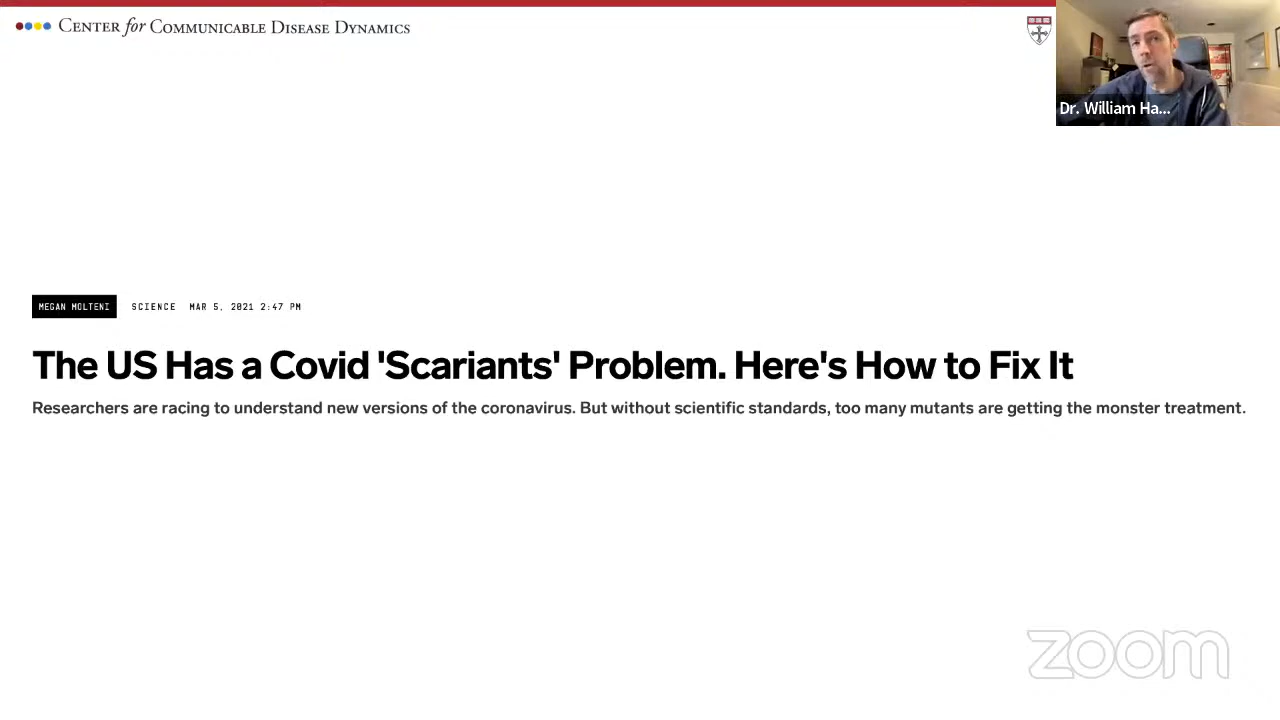 CENTER for COMMUNICABLE DISEASE DYNAMICS
Dr. William Ha...
MEGAN MOLTENI SCIENCE MAR 5, 2021 2:47 PM
The US Has a Covid 'Scariants' Problem. Here's How to Fix It
Researchers are racing to understand new versions of the coronavirus. But without scientific standards, too many mutants are getting the monster treatment.
zoom